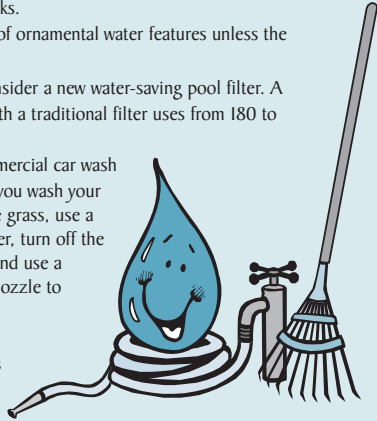 ks.
of ornamental water features unless the
nsider a new water-saving pool filter. A
th a traditional filter uses from 180 to
mercial car wash
you wash your
e grass, use a
er, turn off the
nd use a
ozzle to
s